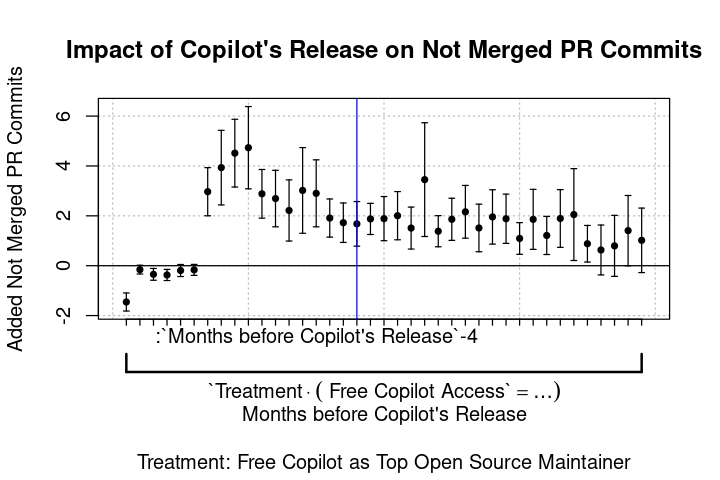 Impact of Copilot's Release on Not Merged PR Commits
Added Not Merged PR Commits
6
4
2
0
-2
:`Months before Copilot's Release`-4
`Treatment · ( Free Copilot Access` = …)
Months before Copilot's Release
Treatment: Free Copilot as Top Open Source Maintainer